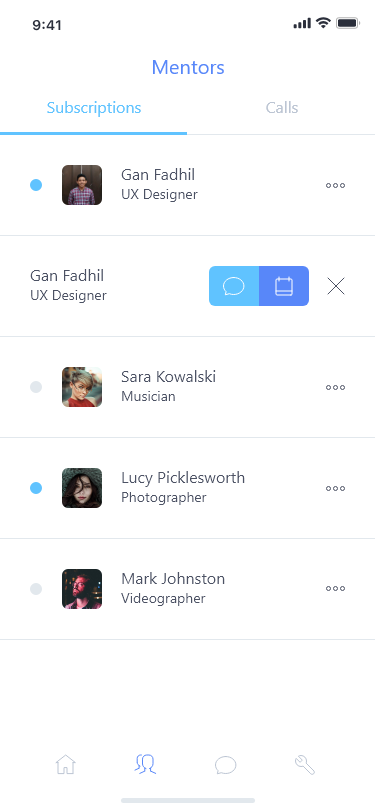 9:41
Mentors
Subscriptions
Calls
Gan Fadhil
UX Designer
Gan Fadhil
UX Designer
Sara Kowalski
Musician
Lucy Picklesworth
Photographer
Mark Johnston
Videographer